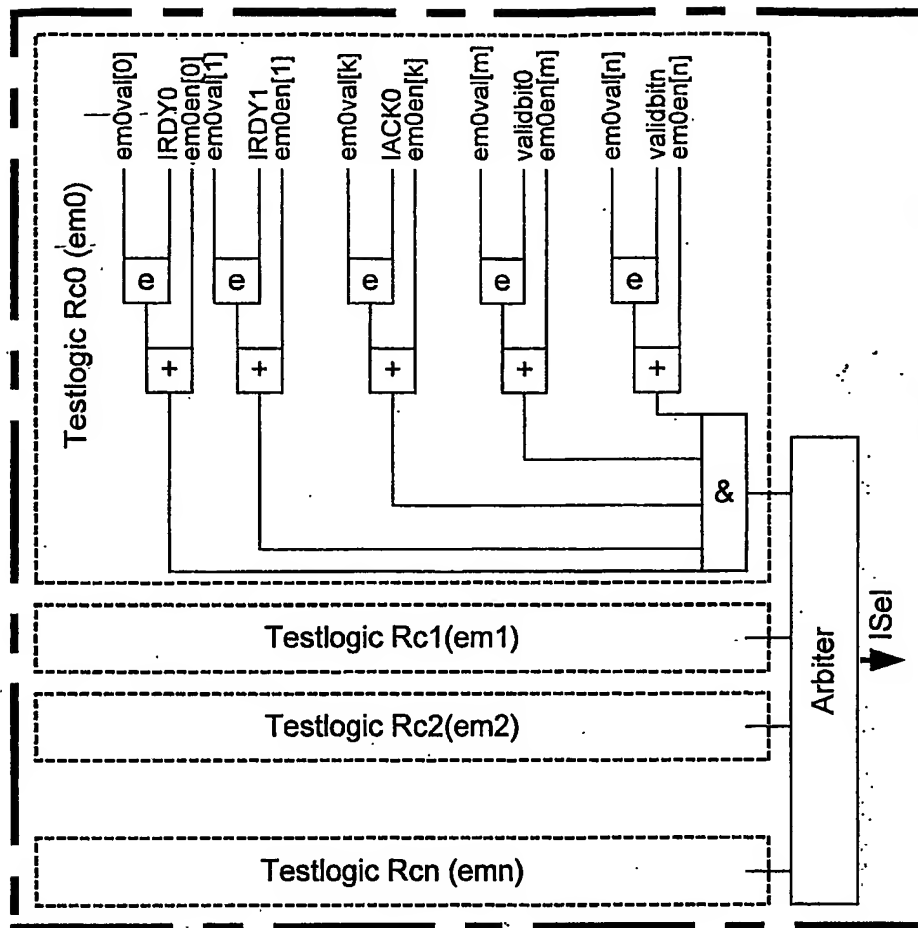 Testlogic Rc0 (em0)
em0val[0]
IRDY0
em0en[0]
em0val[1]
IRDY1
em0en[1]
em0val[k]
IACK0
em0en[k]
em0val[m]
validbit0
em0en[m]
em0val[n]
validbitn
em0en[n]
e
e
e
e
e
+
+
+
+
+
&
Testlogic Rc1(em1)
Testlogic Rc2(em2)
Testlogic Rcn (emn)
Arbiter
ISel